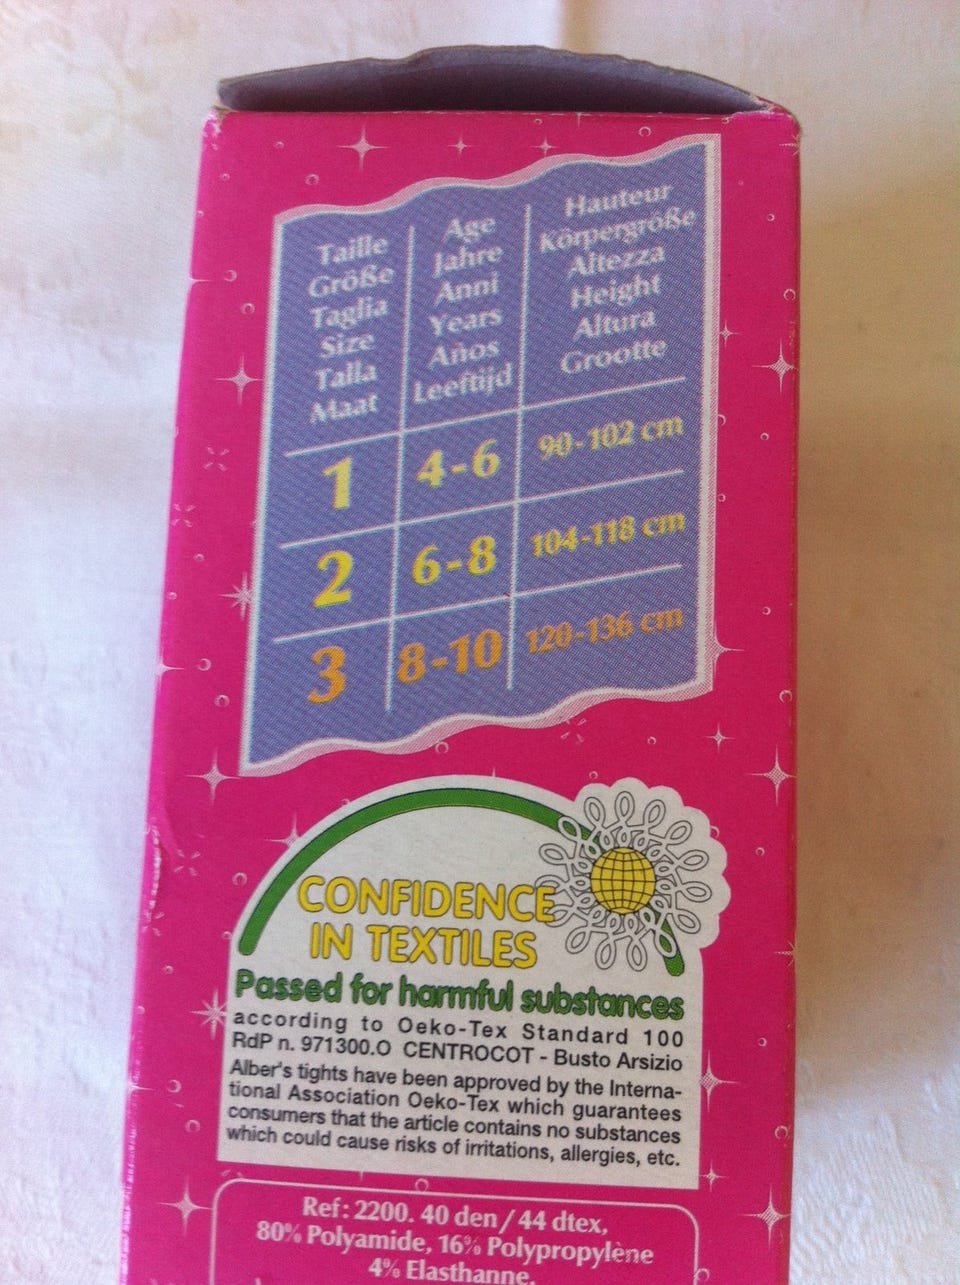 Taille
Größe
Taglia
Size
Talla
Maat
Age
Jahre
Anni
Years
Años
Leeftijd
Hauteur
Körpergröße
Altezza
Height
Altura
Grootte
1 4-6 90-102 cm
2 6-8 104-118 cm
3 8-10 120-136 cm
CONFIDENCE
IN TEXTILES
Passed for harmful substances
according to Oeko-Tex Standard 100
RdP n. 971300.O CENTROCOT - Busto Arsizio
Alber's tights have been approved by the Interna-
tional Association Oeko-Tex which guarantees
consumers that the article contains no substances
which could cause risks of irritations, allergies, etc.
Ref: 2200. 40 den / 44 dtex,
80% Polyamide, 16% Polypropylène
4% Elasthanne.